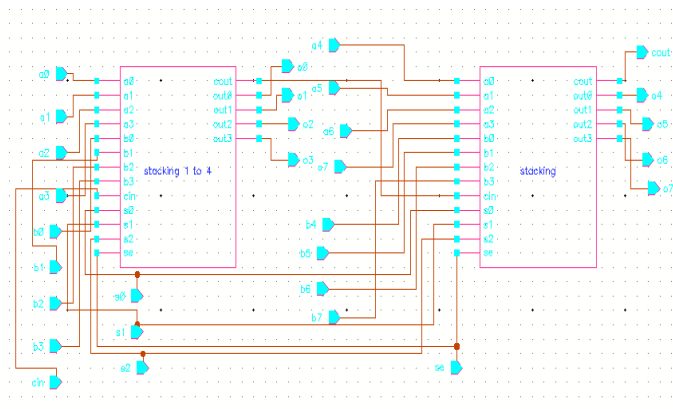 a0
a1
a2
a3
b0
b1
b2
b3
cin
a0
a1
a2
a3
b0
b1
b2
b3
cin
s0
s1
s2
se
stacking 1 to 4
cout
out0
out1
out2
out3
o0
o1
o2
o3
s0
s1
s2
a4
a5
a6
a7
b4
b5
b6
b7
se
a0
a1
a2
a3
b0
b1
b2
b3
cin
s0
s1
s2
se
stacking
cout
out0
out1
out2
out3
cout
o4
o5
o6
o7